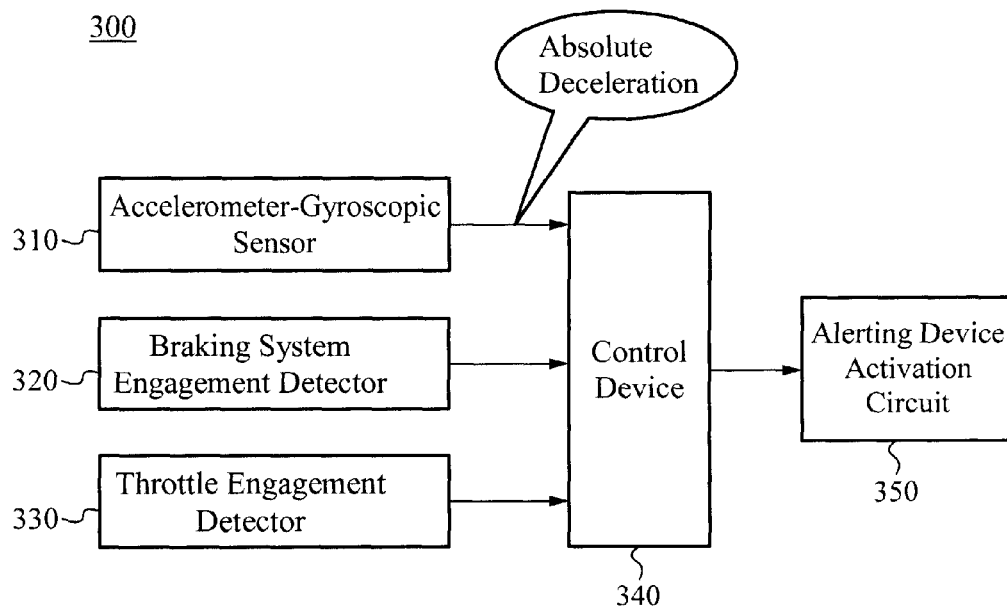 300
Absolute
Deceleration
Accelerometer-Gyroscopic
Sensor
310
Braking System
Engagement Detector
320
Throttle Engagement
Detector
330
Control
Device
340
Alerting Device
Activation
Circuit
350